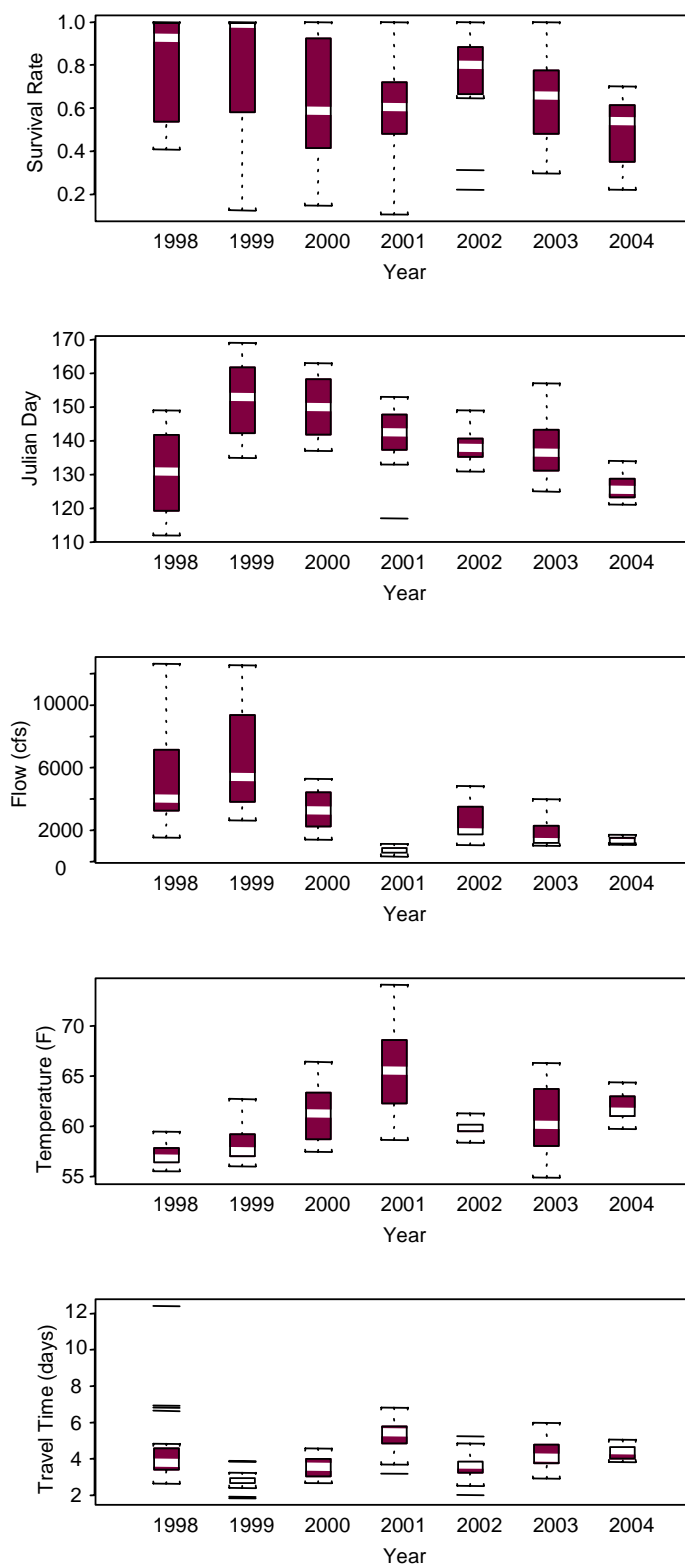 1.0
0.8
0.6
0.4
0.2
Survival Rate
1998 1999 2000 2001 2002 2003 2004
Year
170
160
150
140
130
120
110
Julian Day
1998 1999 2000 2001 2002 2003 2004
Year
10000
6000
2000
0
Flow (cfs)
1998 1999 2000 2001 2002 2003 2004
Year
70
65
60
55
Temperature (F)
1998 1999 2000 2001 2002 2003 2004
Year
12
10
8
6
4
2
Travel Time (days)
1998 1999 2000 2001 2002 2003 2004
Year